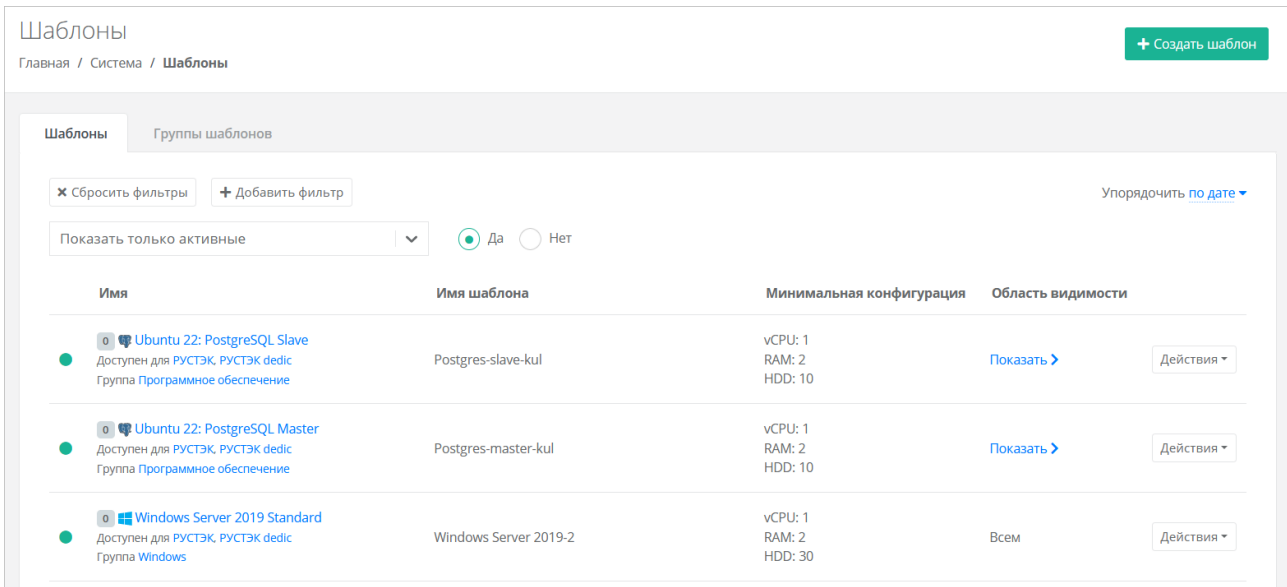 Шаблоны
+ Создать шаблон
Главная / Система / Шаблоны
Шаблоны Группы шаблонов
× Сбросить фильтры + Добавить фильтр Упорядочить по дате
Показать только активные Да Нет
Имя Имя шаблона Минимальная конфигурация Область видимости
0 Ubuntu 22: PostgreSQL Slave
Доступен для РУСТЭК, РУСТЭК dedic
Группа Программное обеспечение
Postgres-slave-kul
vCPU: 1
RAM: 2
HDD: 10
Показать
Действия
0 Ubuntu 22: PostgreSQL Master
Доступен для РУСТЭК, РУСТЭК dedic
Группа Программное обеспечение
Postgres-master-kul
vCPU: 1
RAM: 2
HDD: 10
Показать
Действия
0 Windows Server 2019 Standard
Доступен для РУСТЭК, РУСТЭК dedic
Группа Windows
Windows Server 2019-2
vCPU: 1
RAM: 2
HDD: 30
Всем
Действия